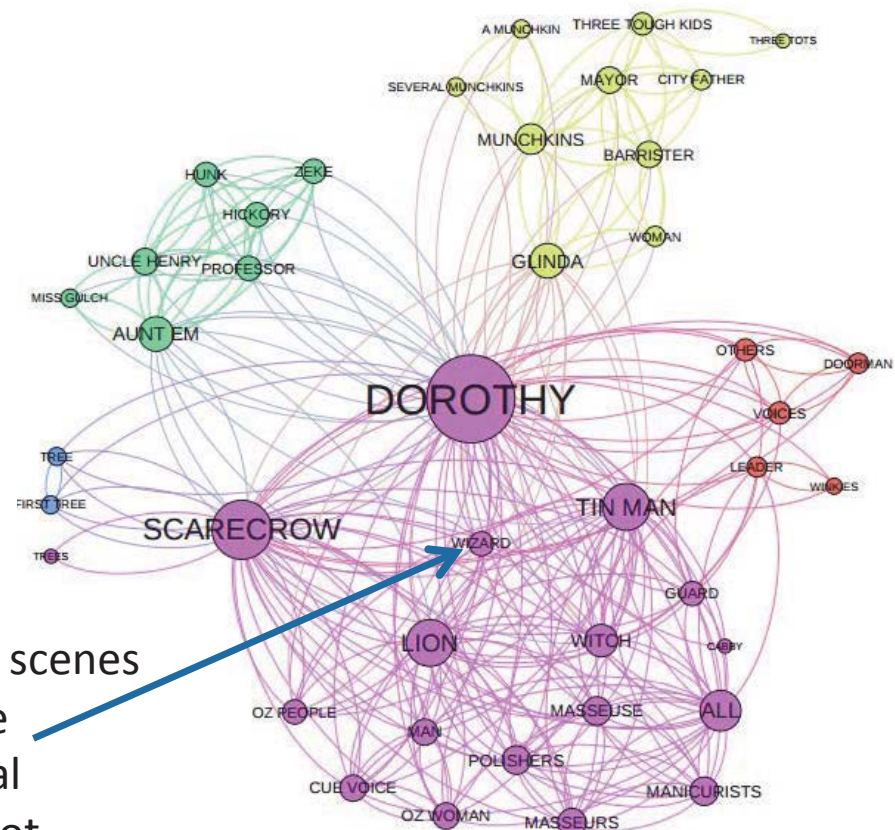 A MUNCHKIN
THREE TOUGH KIDS
THREE TOTS
SEVERAL MUNCHKINS
MAYOR
CITY FATHER
MUNCHKINS
BARRISTER
HUNK
ZEKE
HICKORY
WOMAN
UNCLE HENRY
PROFESSOR
GLINDA
MISS GULCH
AUNT EM
OTHERS
DOORMAN
DOROTHY
VOICES
TREE
LEADER
WINKIES
FIRST TREE
TIN MAN
SCARECROW
WIZARD
TREES
GUARD
LION
WITCH
CABBY
scenes
OZ PEOPLE
MASSEUSE
ALL
MAN
POLISHERS
CUE VOICE
MANICURISTS
OZ WOMAN
MASSEURS